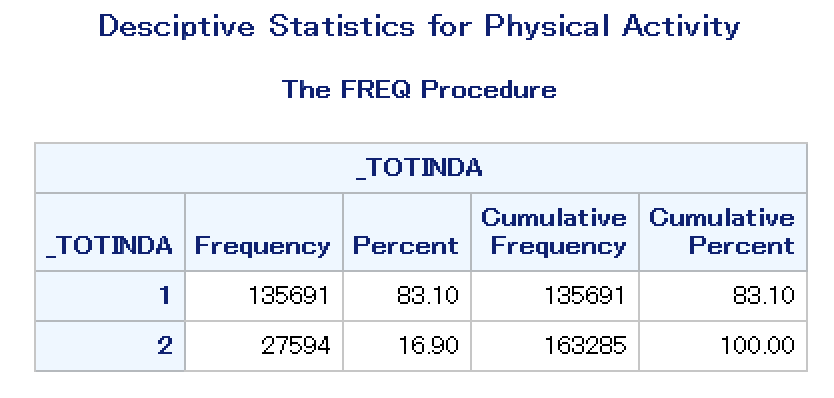 Desciptive Statistics for Physical Activity
The FREQ Procedure
_TOTINDA
_TOTINDA Frequency Percent Cumulative Frequency Cumulative Percent
1 135691 83.10 135691 83.10
2 27594 16.90 163285 100.00